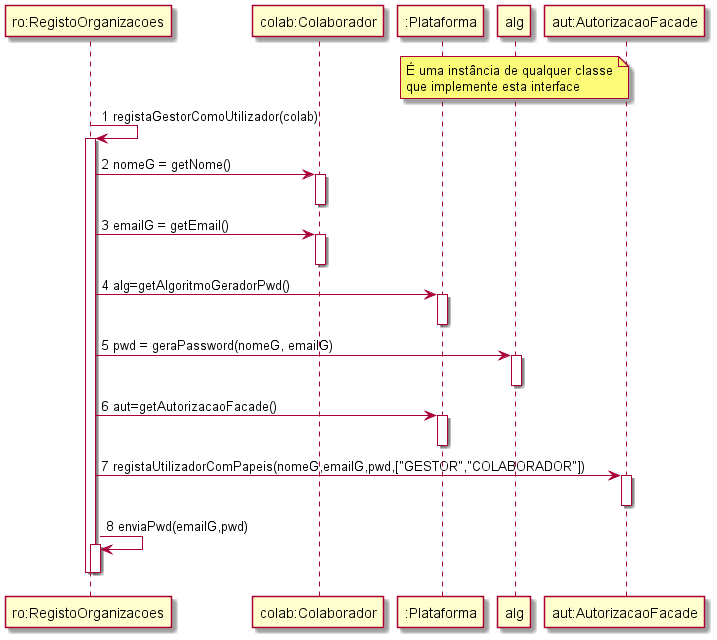 ro:RegistoOrganizacoes
colab:Colaborador
:Plataforma
alg
aut:AutorizacaoFacade
É uma instância de qualquer classe
que implemente esta interface
1 registaGestorComoUtilizador(colab)
2 nomeG = getNome()
3 emailG = getEmail()
4 alg=getAlgoritmoGeradorPwd()
5 pwd = geraPassword(nomeG, emailG)
6 aut=getAutorizacaoFacade()
7 registaUtilizadorComPapeis(nomeG,emailG,pwd,["GESTOR","COLABORADOR"])
8 enviaPwd(emailG,pwd)
ro:RegistoOrganizacoes
colab:Colaborador
:Plataforma
alg
aut:AutorizacaoFacade